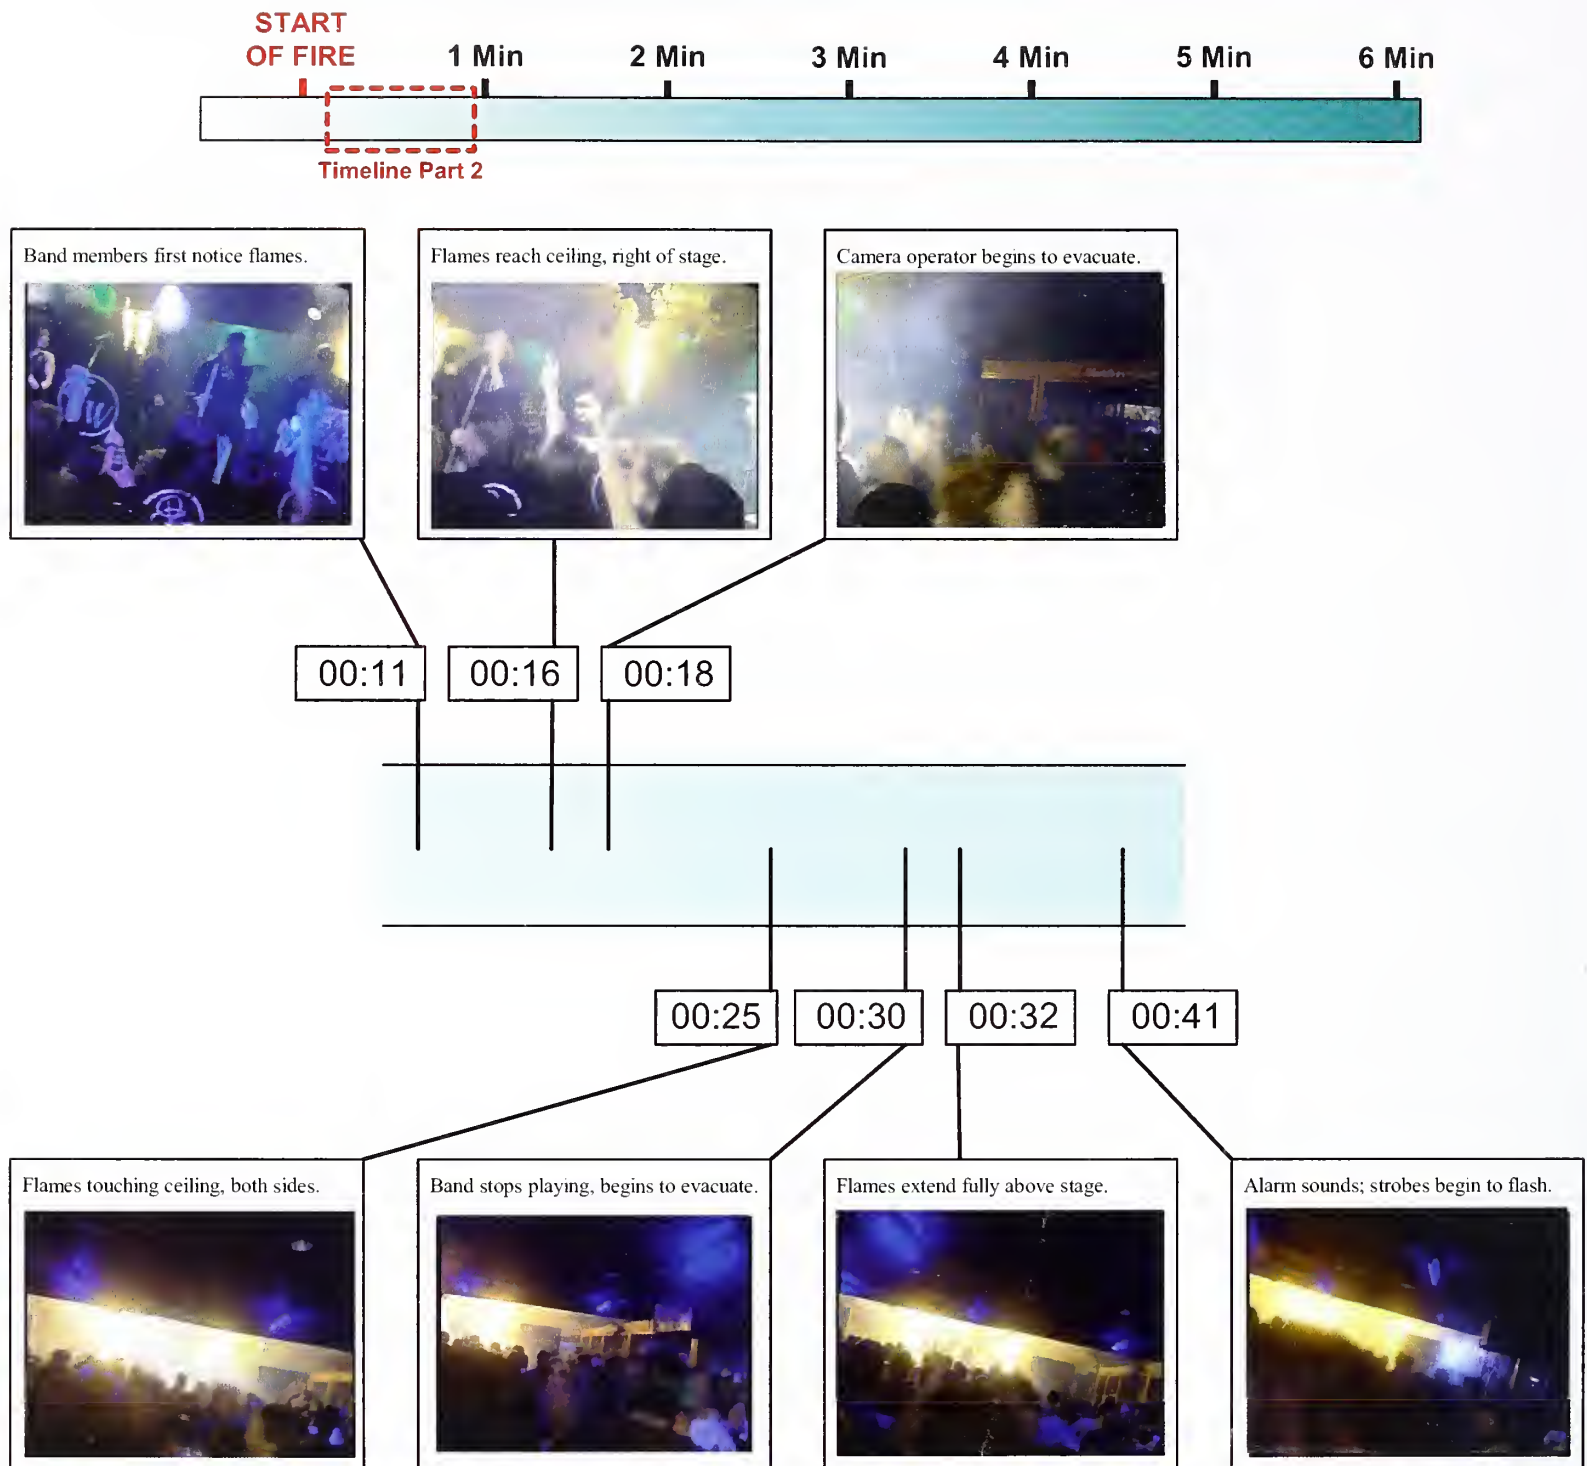 START
OF FIRE
1 Min
2 Min
3 Min
4 Min
5 Min
6 Min
Timeline Part 2
Band members first notice flames.
Flames reach ceiling, right of stage.
Camera operator begins to evacuate.
00:11
00:16
00:18
00:25
00:30
00:32
00:41
Flames touching ceiling, both sides.
Band stops playing, begins to evacuate.
Flames extend fully above stage.
Alarm sounds; strobes begin to flash.